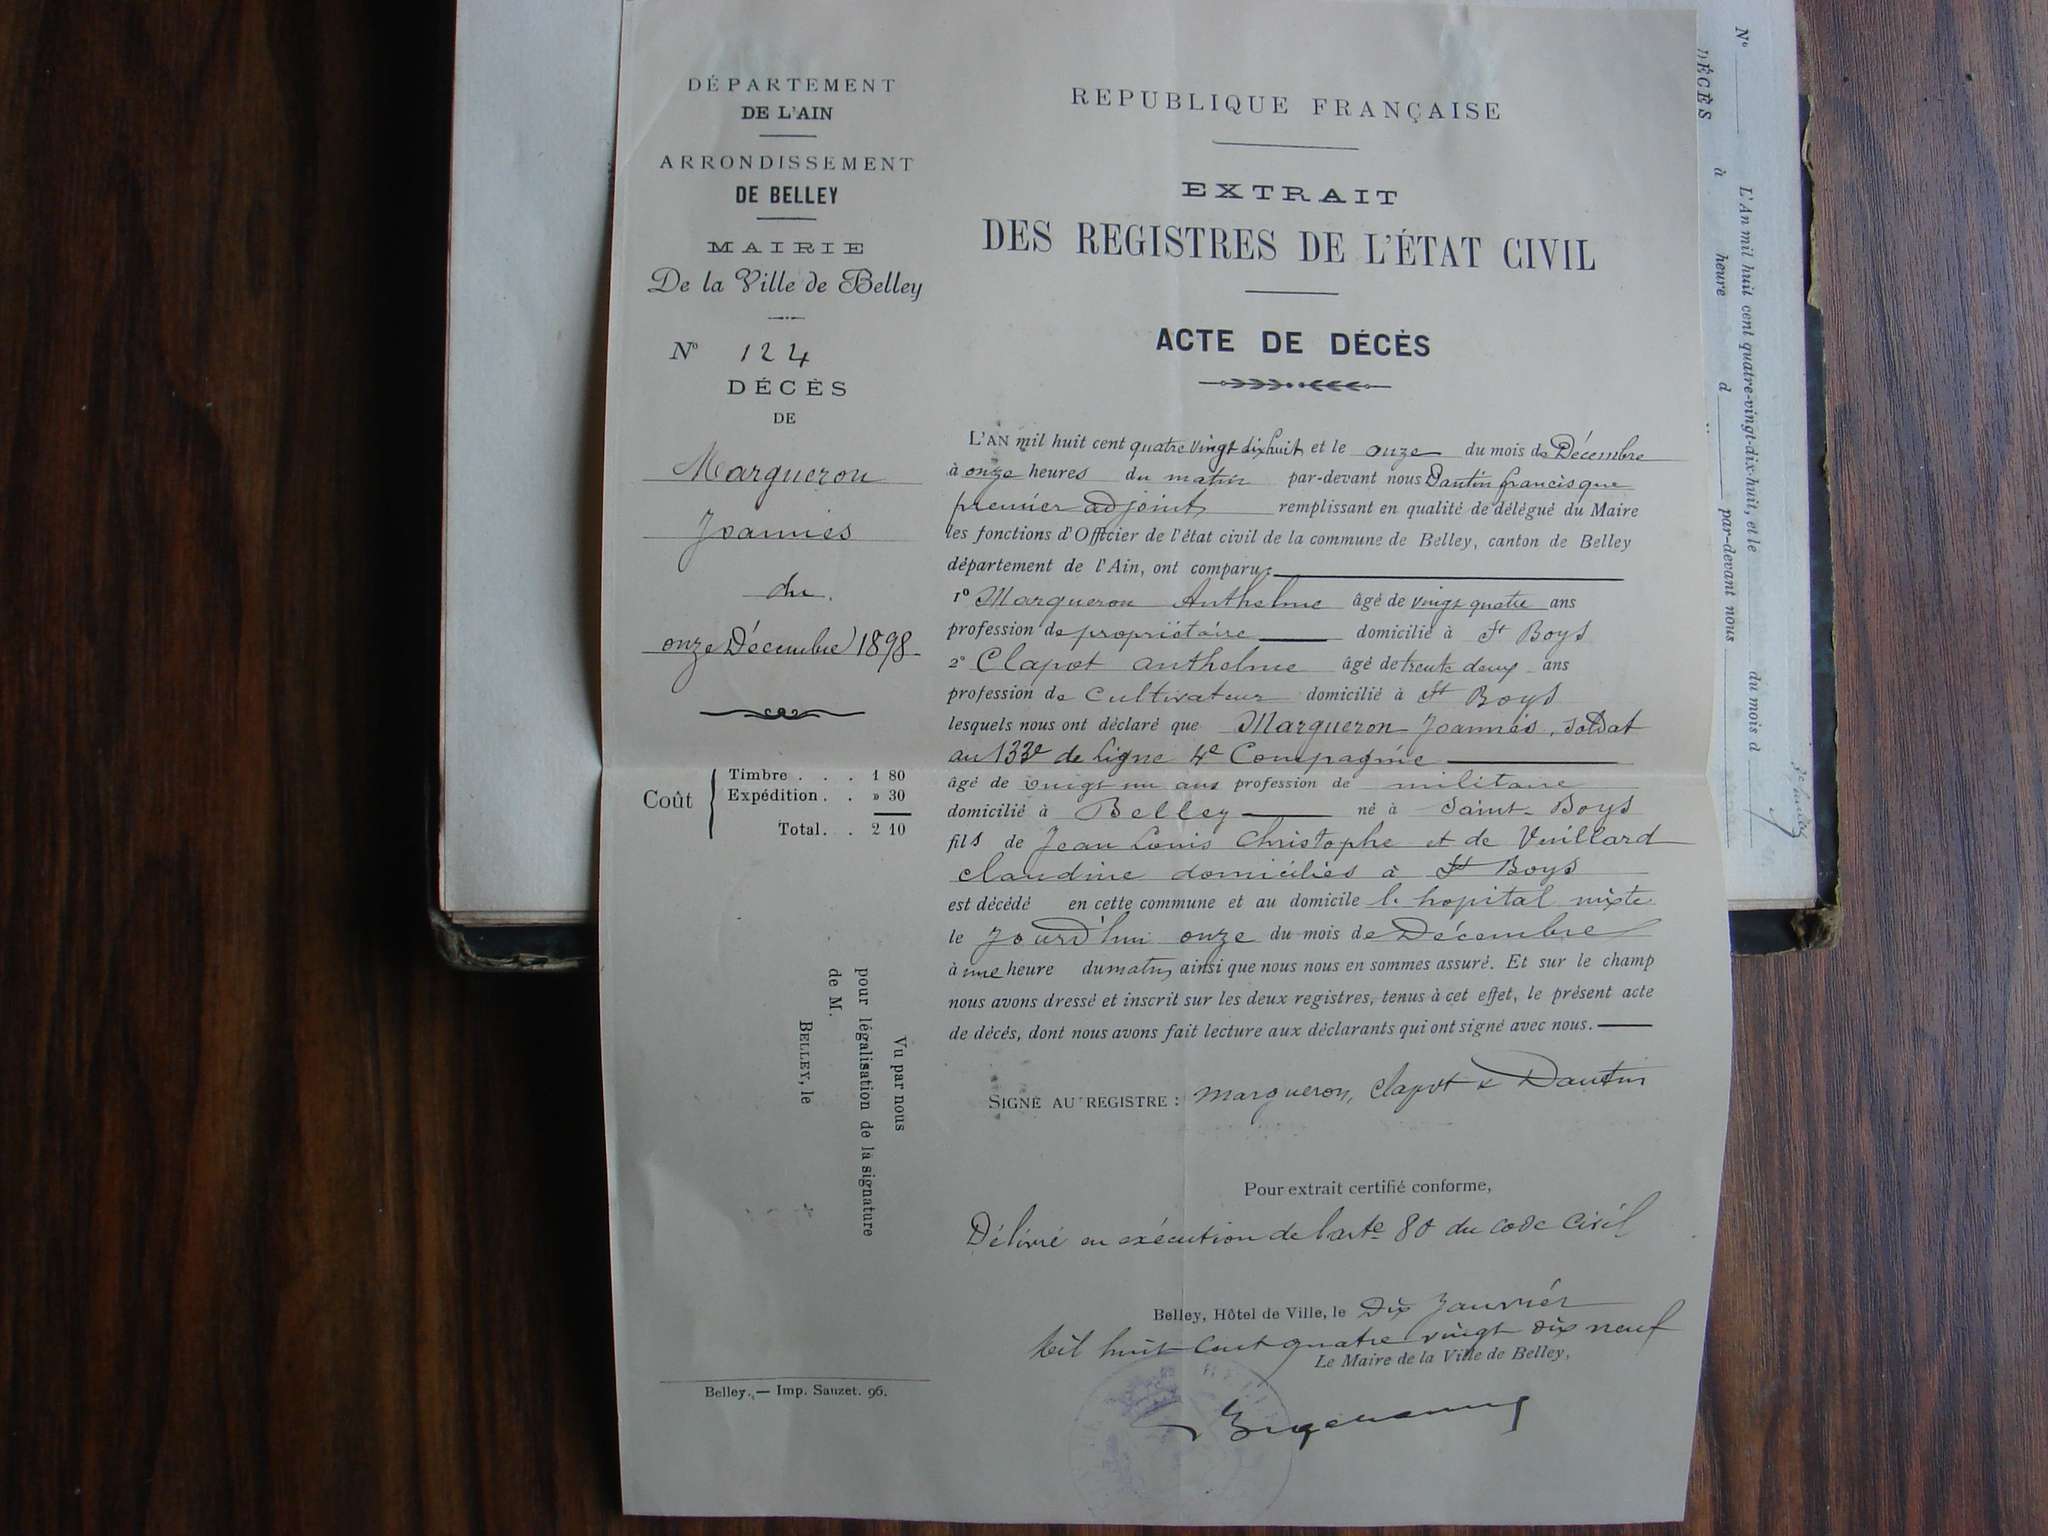 DÉPARTEMENT
DE L'AIN
ARRONDISSEMENT
DE BELLEY
MAIRIE
De la Ville de Belley
N° 124
DÉCÈS
DE
Margueron
Joannès
du
onze Décembre 1898
Coût
Timbre . . . 1 80
Expédition . . » 30
Total. . . 2 10
Vu par nous
pour légalisation de la signature
de M.
BELLEY, le
Belley. — Imp. Sauzet. 96.
REPUBLIQUE FRANÇAISE
EXTRAIT
DES REGISTRES DE L'ÉTAT CIVIL
ACTE DE DÉCÈS
L'AN mil huit cent quatre vingt dix huit et le onze du mois de Décembre
à onze heures du matin par-devant nous Dantin francisque
premier adjoint remplissant en qualité de délégué du Maire
les fonctions d'Officier de l'état civil de la commune de Belley, canton de Belley
département de l'Ain, ont comparu :
1° Margueron Anthelme âgé de vingt quatre ans
profession de propriétaire domicilié à St Boys
2° Clapot anthelme âgé de trente deux ans
profession de Cultivateur domicilié à St Boys
lesquels nous ont déclaré que Margueron Joannès, soldat
au 133e de Ligne 4e Compagnie
âgé de vingt un ans profession de militaire
domicilié à Belley né à Saint-Boys
fils de Jean Louis Christophe et de Vuillard
Claudine domiciliés à St Boys
est décédé en cette commune et au domicile l'hopital mixte
le Jourd'hui onze du mois de Décembre
à une heure du matin, ainsi que nous nous en sommes assuré. Et sur le champ
nous avons dressé et inscrit sur les deux registres, tenus à cet effet, le présent acte
de décès, dont nous avons fait lecture aux déclarants qui ont signé avec nous.
SIGNÉ AU REGISTRE : Margueron, Clapot & Dantin
Pour extrait certifié conforme,
Délivré en exécution de l'arte 80 du code Civil
Belley, Hôtel de Ville, le Dix Janvier
Mil huit Cent quatre vingt dix neuf
Le Maire de la Ville de Belley,
N°
DÉCÈS
L'An mil huit cent quatre-vingt-dix-huit, et le du mois d
à heure d par-devant nous